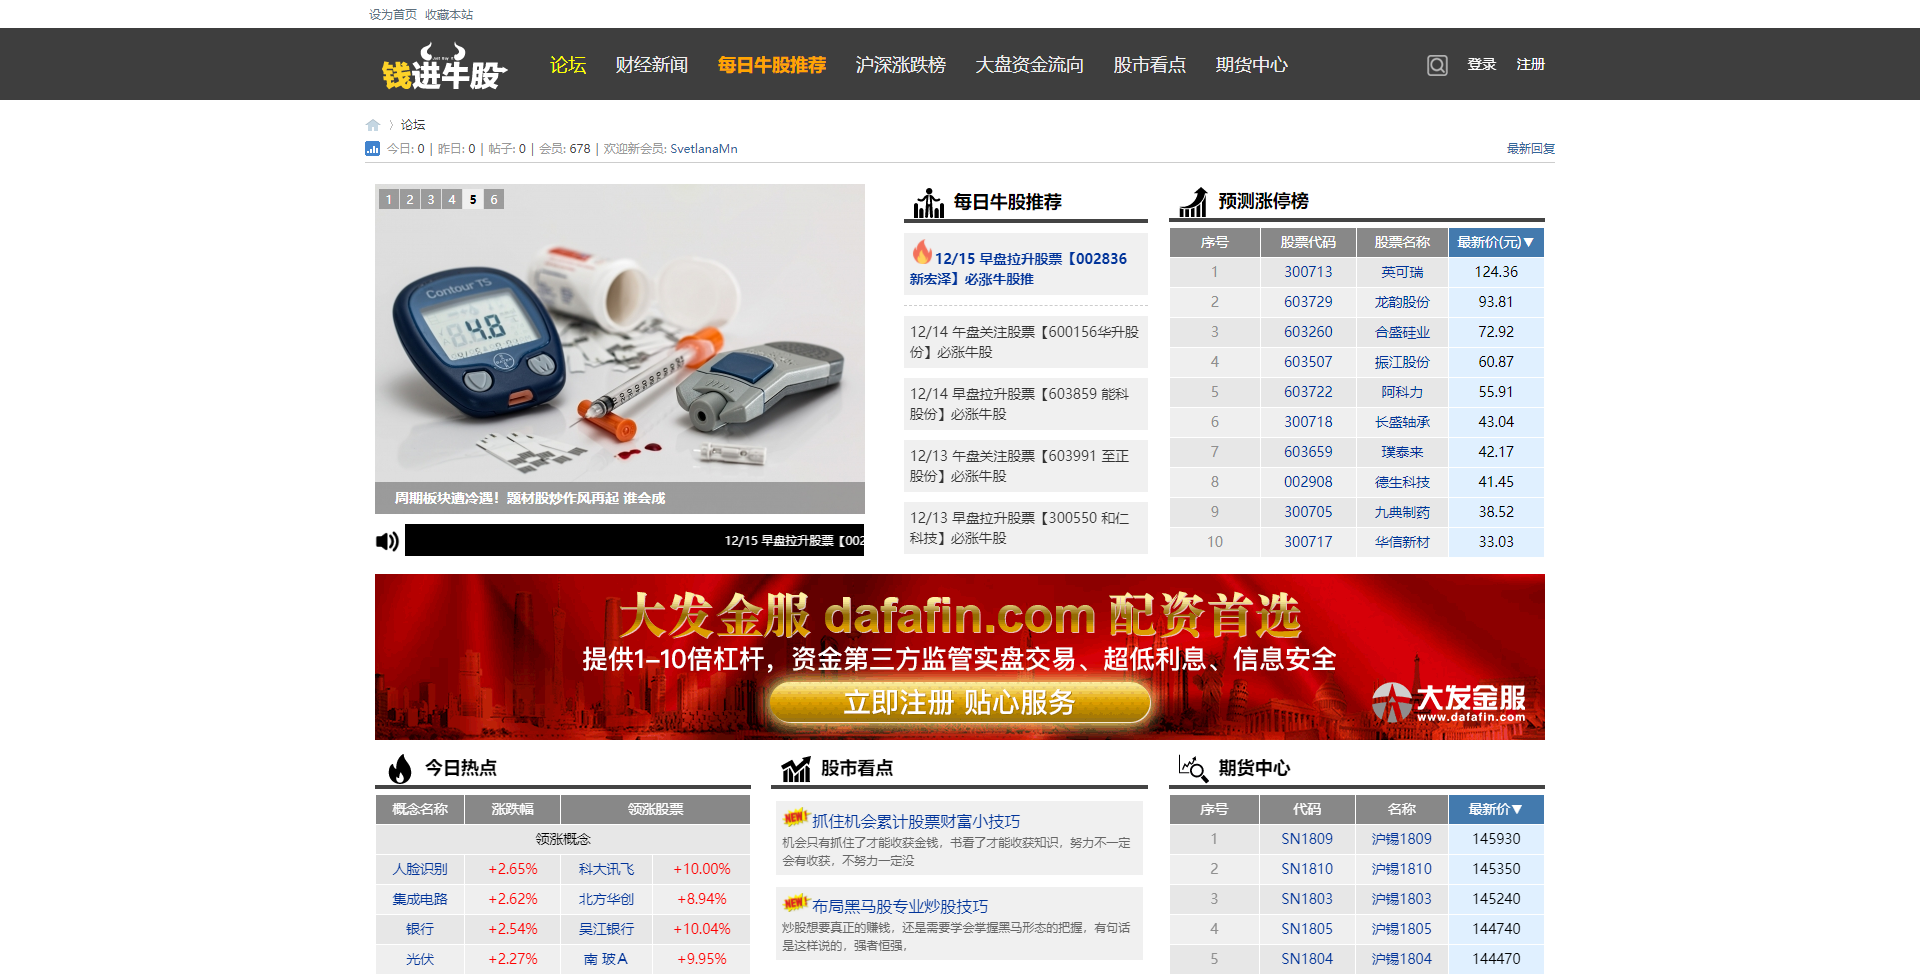 设为首页 收藏本站
钱进牛股
论坛 财经新闻 每日牛股推荐 沪深涨跌榜 大盘资金流向 股市看点 期货中心 登录 注册
论坛
今日: 0 | 昨日: 0 | 帖子: 0 | 会员: 678 | 欢迎新会员: SvetlanaMn 最新回复
1 2 3 4 5 6
Contour TS
4.8
BAYER
周期板块遭冷遇！题材股炒作风再起 谁会成
12/15 早盘拉升股票【002
每日牛股推荐
12/15 早盘拉升股票【002836
新宏泽】必涨牛股推
12/14 午盘关注股票【600156华升股
份】必涨牛股
12/14 早盘拉升股票【603859 能科
股份】必涨牛股
12/13 午盘关注股票【603991 至正
股份】必涨牛股
12/13 早盘拉升股票【300550 和仁
科技】必涨牛股
预测涨停榜
序号 股票代码 股票名称 最新价(元)▼
1 300713 英可瑞 124.36
2 603729 龙韵股份 93.81
3 603260 合盛硅业 72.92
4 603507 振江股份 60.87
5 603722 阿科力 55.91
6 300718 长盛轴承 43.04
7 603659 璞泰来 42.17
8 002908 德生科技 41.45
9 300705 九典制药 38.52
10 300717 华信新材 33.03
大发金服 dafafin.com 配资首选
提供1-10倍杠杆，资金第三方监管实盘交易、超低利息、信息安全
立即注册 贴心服务
大发金服
www.dafafin.com
今日热点
概念名称 涨跌幅 领涨股票
领涨概念
人脸识别 +2.65% 科大讯飞 +10.00%
集成电路 +2.62% 北方华创 +8.94%
银行 +2.54% 吴江银行 +10.04%
光伏 +2.27% 南 玻A +9.95%
股市看点
NEW! 抓住机会累计股票财富小技巧
机会只有抓住了才能收获金钱，书看了才能收获知识，努力不一定
会有收获，不努力一定没
NEW! 布局黑马股专业炒股技巧
炒股想要真正的赚钱，还是需要学会掌握黑马形态的把握，有句话
是这样说的，强者恒强，
期货中心
序号 代码 名称 最新价▼
1 SN1809 沪锡1809 145930
2 SN1810 沪锡1810 145350
3 SN1803 沪锡1803 145240
4 SN1805 沪锡1805 144740
5 SN1804 沪锡1804 144470